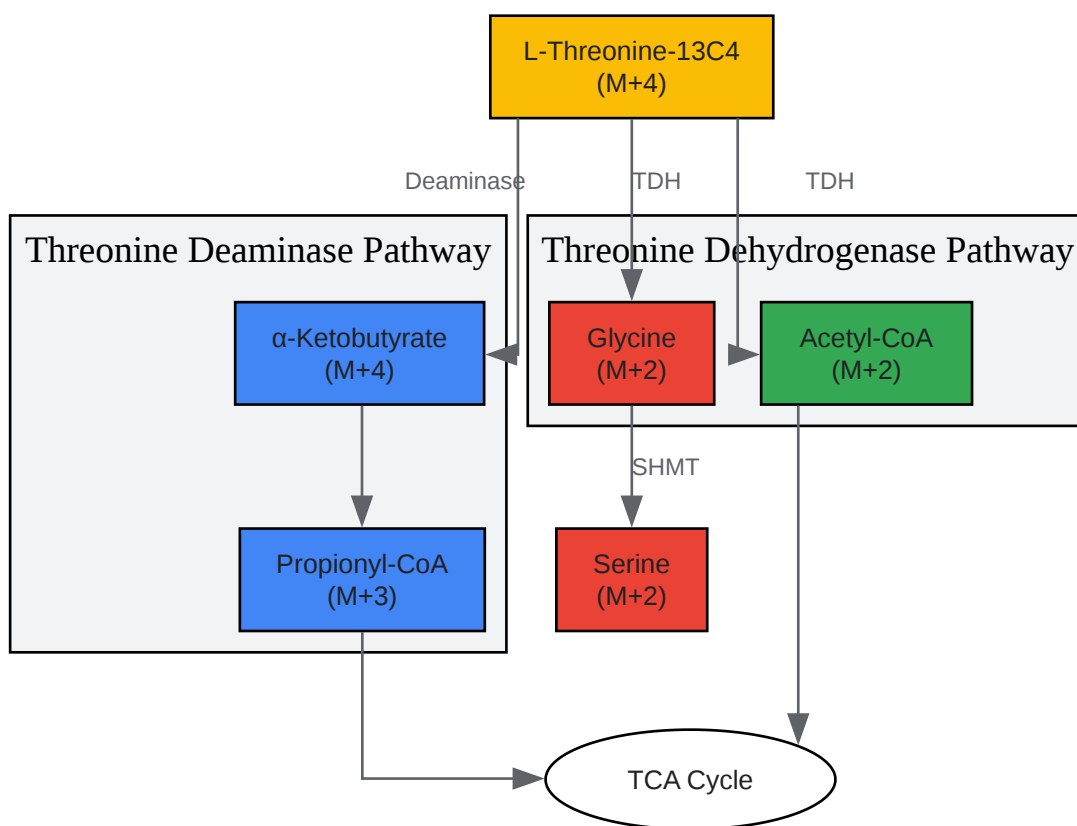 L-Threonine-13C4
(M+4)
Deaminase
TDH
TDH
Threonine Deaminase Pathway
Threonine Dehydrogenase Pathway
α-Ketobutyrate
(M+4)
Glycine
(M+2)
Acetyl-CoA
(M+2)
SHMT
Propionyl-CoA
(M+3)
Serine
(M+2)
TCA Cycle